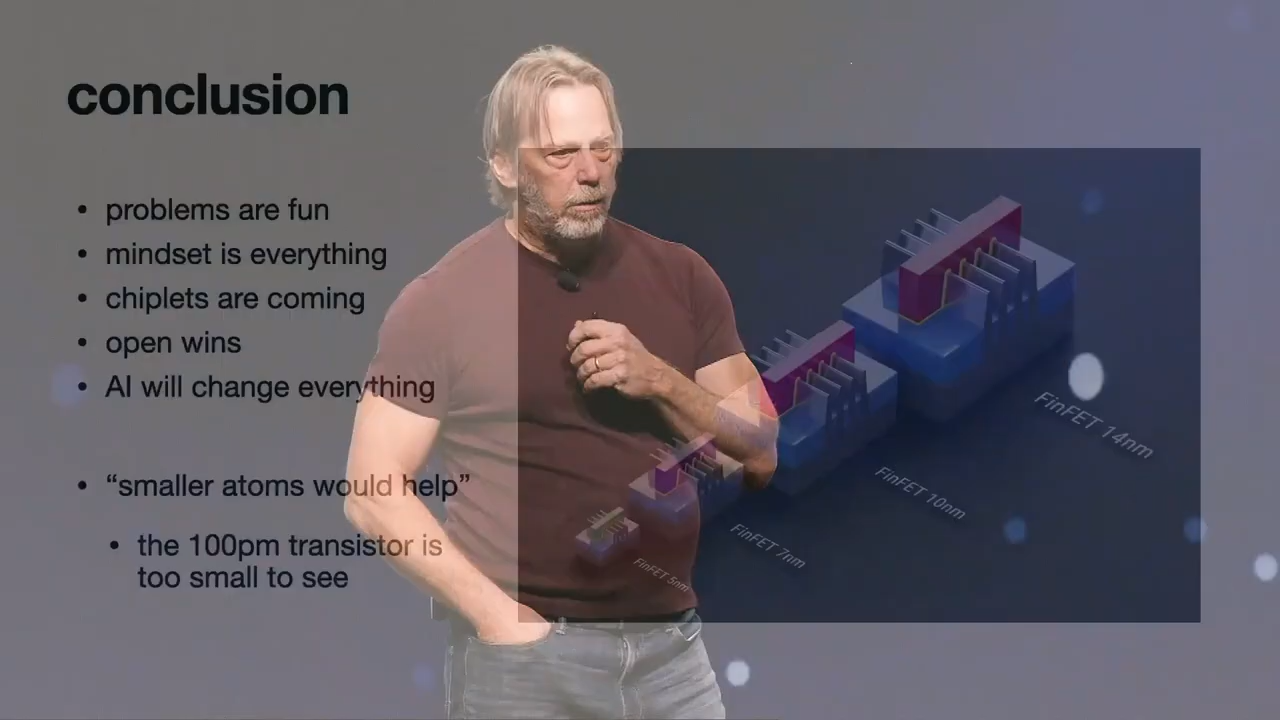 conclusion
• problems are fun
• mindset is everything
• chiplets are coming
• open wins
• AI will change everything
• “smaller atoms would help”
• the 100pm transistor is
too small to see
FinFET 14nm
FinFET 10nm
FinFET 7nm
FinFET 5nm